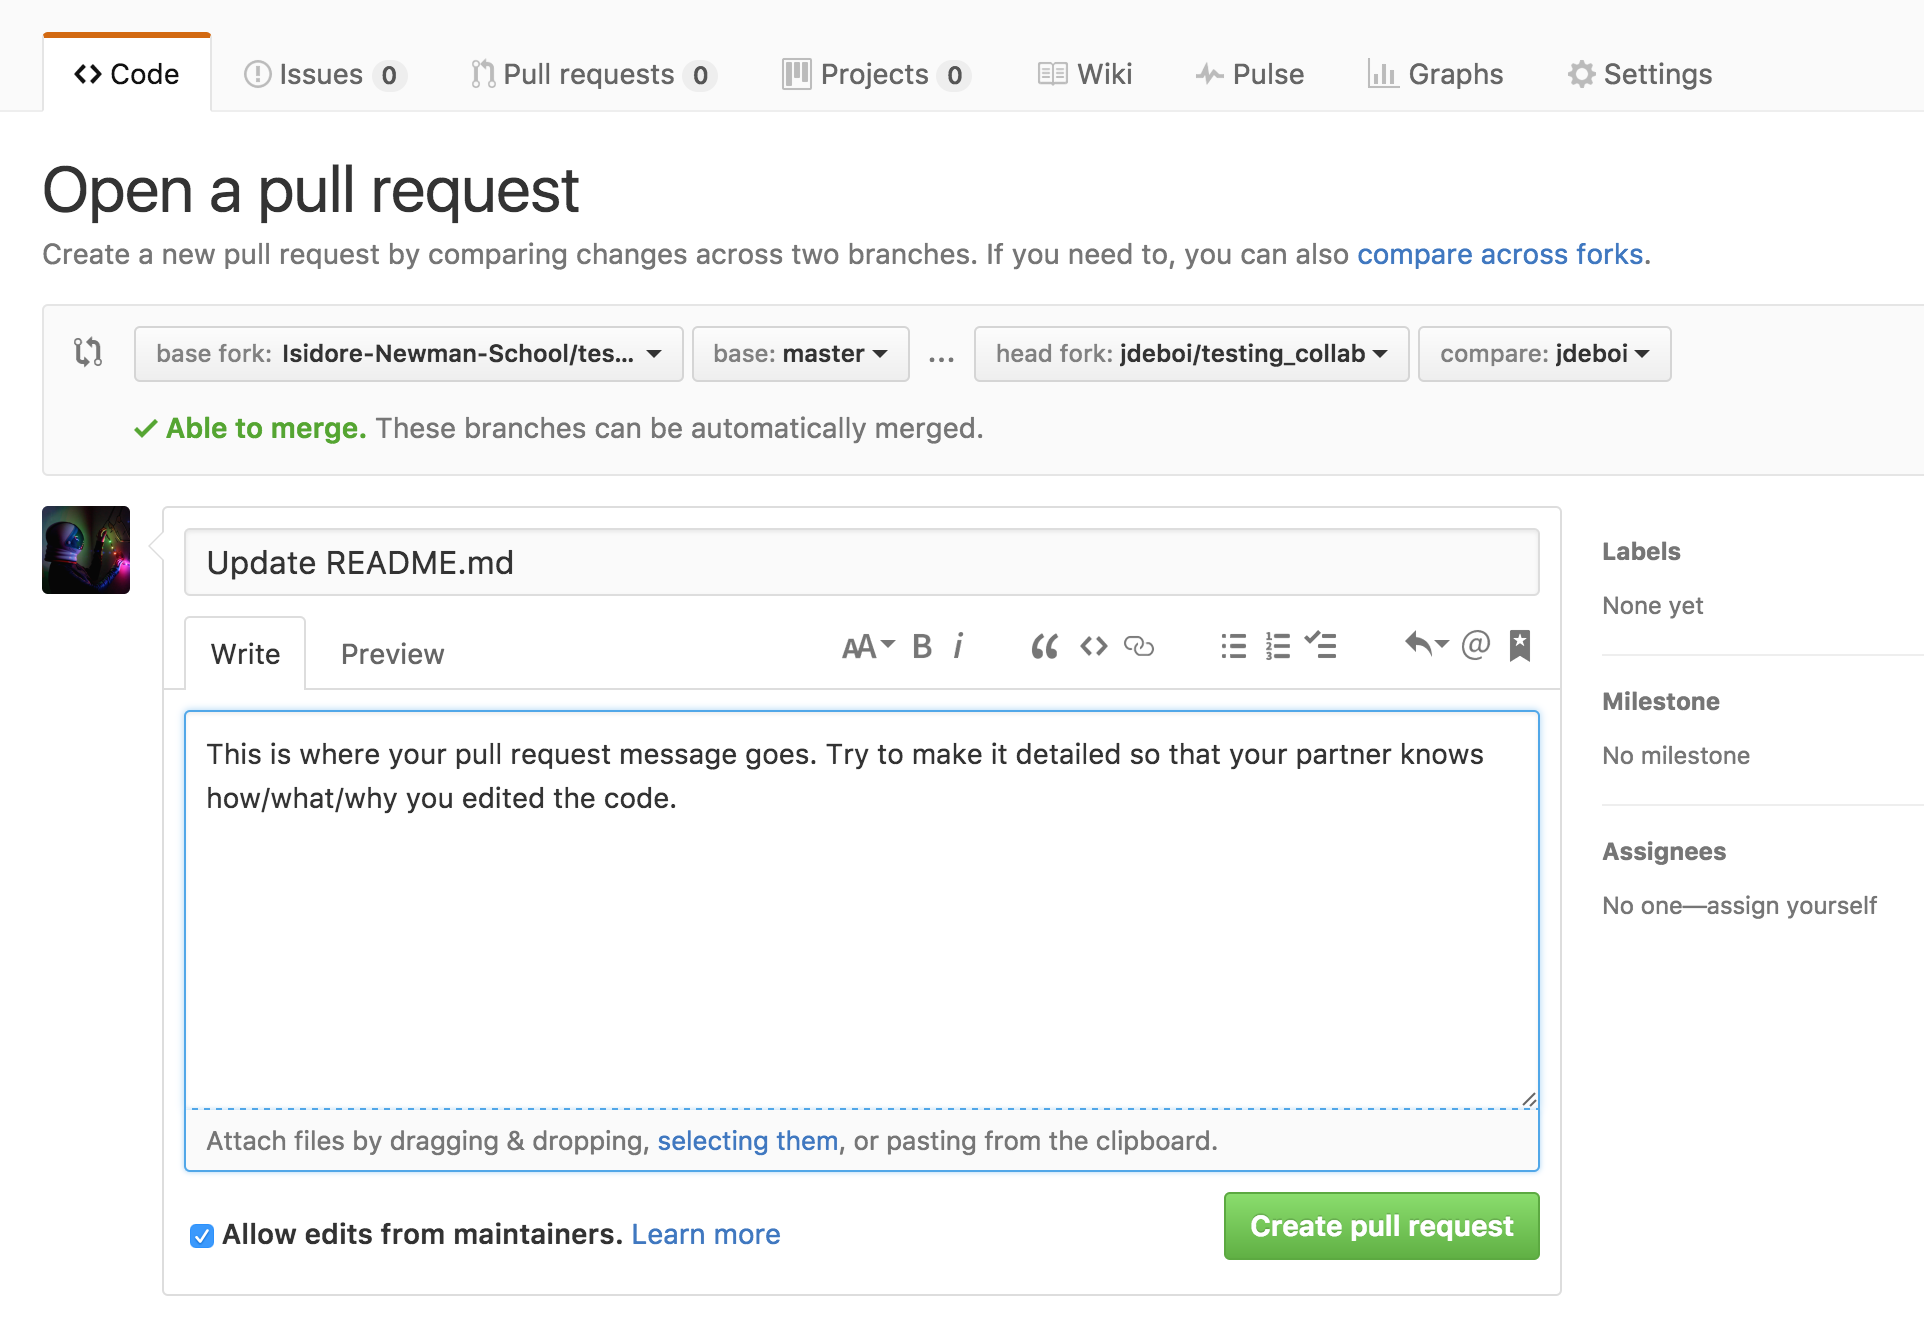 Code Issues 0 Pull requests 0 Projects 0 Wiki Pulse Graphs Settings
Open a pull request
Create a new pull request by comparing changes across two branches. If you need to, you can also compare across forks.
base fork: Isidore-Newman-School/tes... base: master ... head fork: jdeboi/testing_collab compare: jdeboi
Able to merge. These branches can be automatically merged.
Update README.md
Write Preview AA B i
This is where your pull request message goes. Try to make it detailed so that your partner knows
how/what/why you edited the code.
Attach files by dragging & dropping, selecting them, or pasting from the clipboard.
Allow edits from maintainers. Learn more
Create pull request
Labels
None yet
Milestone
No milestone
Assignees
No one—assign yourself